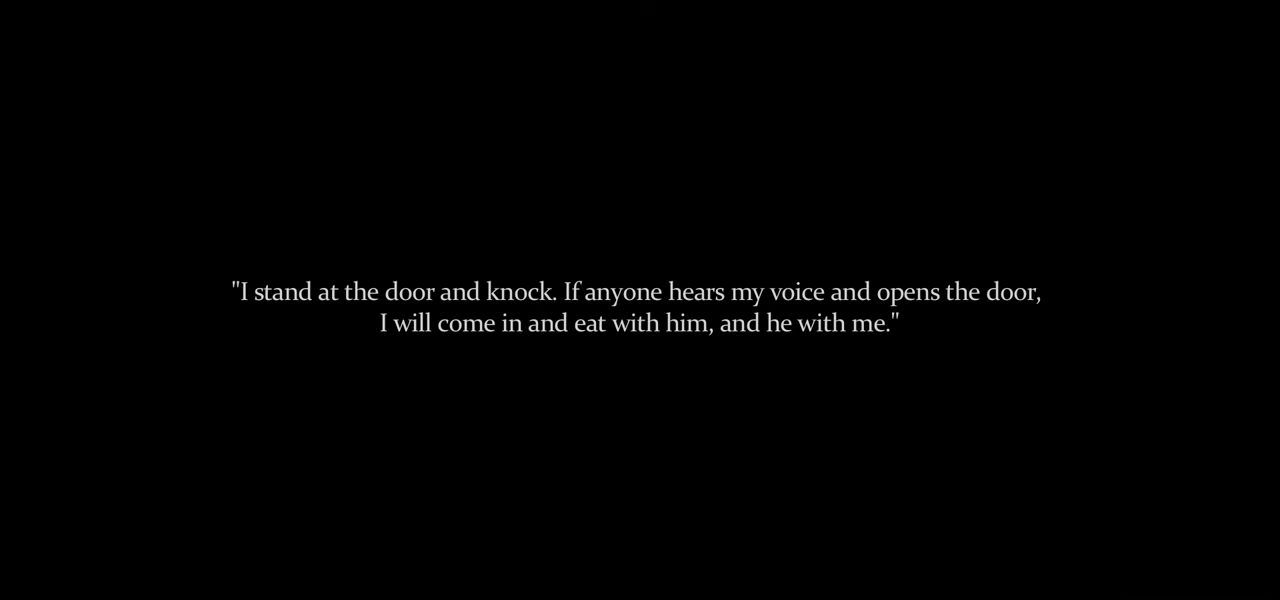 "I stand at the door and knock. If anyone hears my voice and opens the door,
I will come in and eat with him, and he with me."